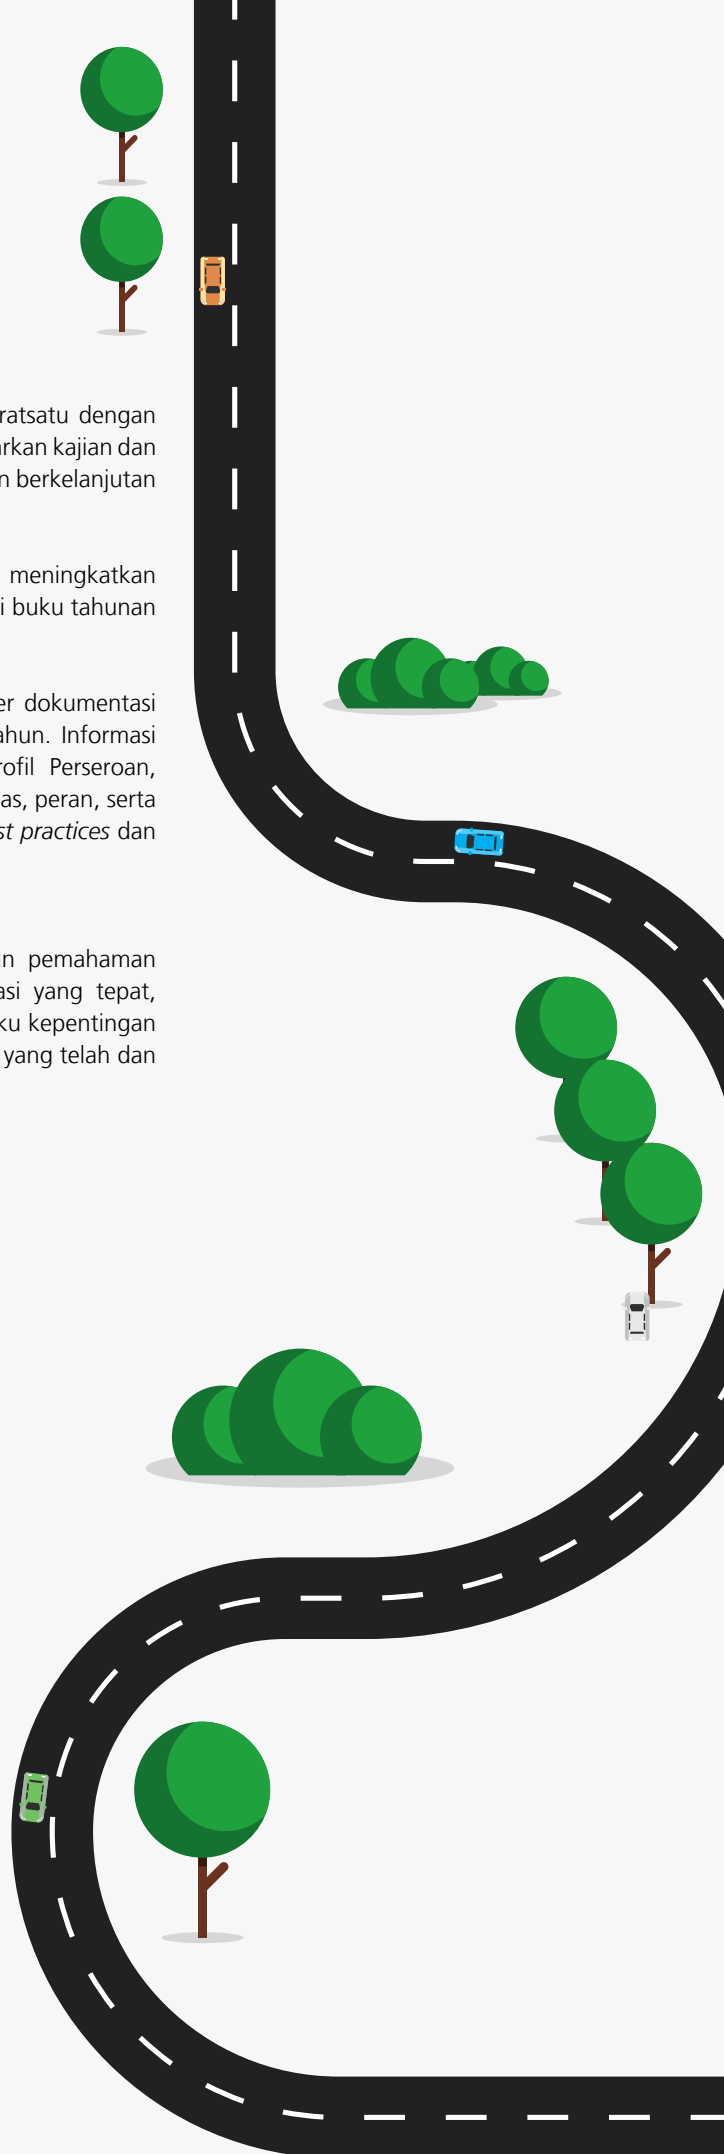 ratsatu dengan
arkan kajian dan
n berkelanjutan
meningkatkan
i buku tahunan
er dokumentasi
ahun. Informasi
rofil Perseroan,
as, peran, serta
st practices dan
n pemahaman
asi yang tepat,
ku kepentingan
yang telah dan